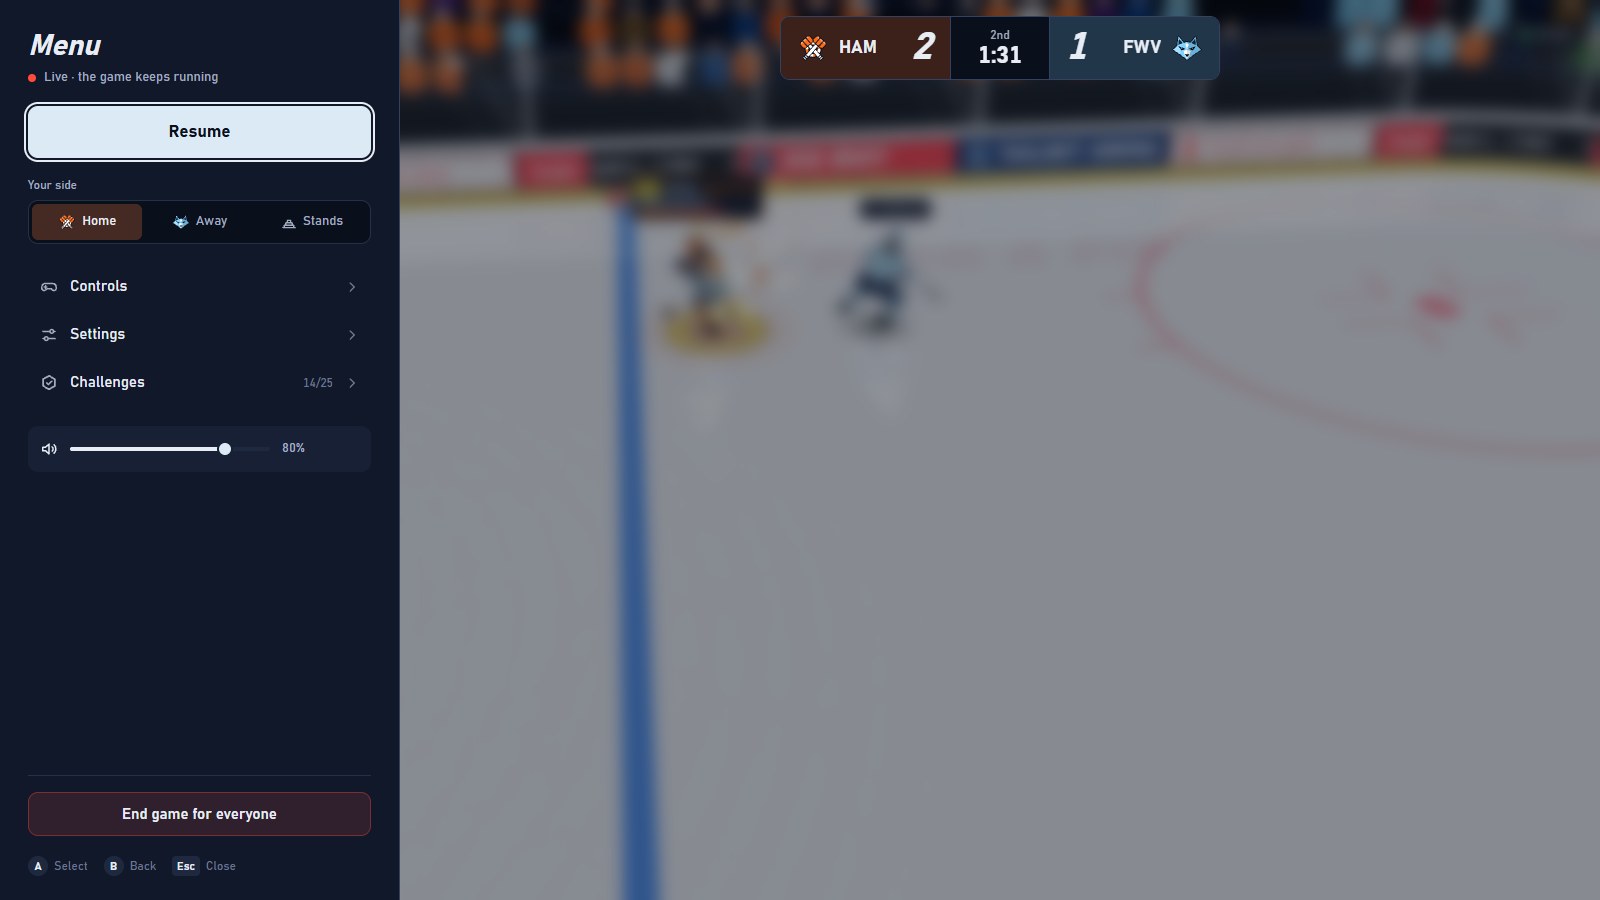 Menu
Live · the game keeps running
Resume
Your side
Home
Away
Stands
Controls
Settings
Challenges 14/25
80%
End game for everyone
A Select B Back Esc Close
HAM 2
2nd
1:31
1 FWV